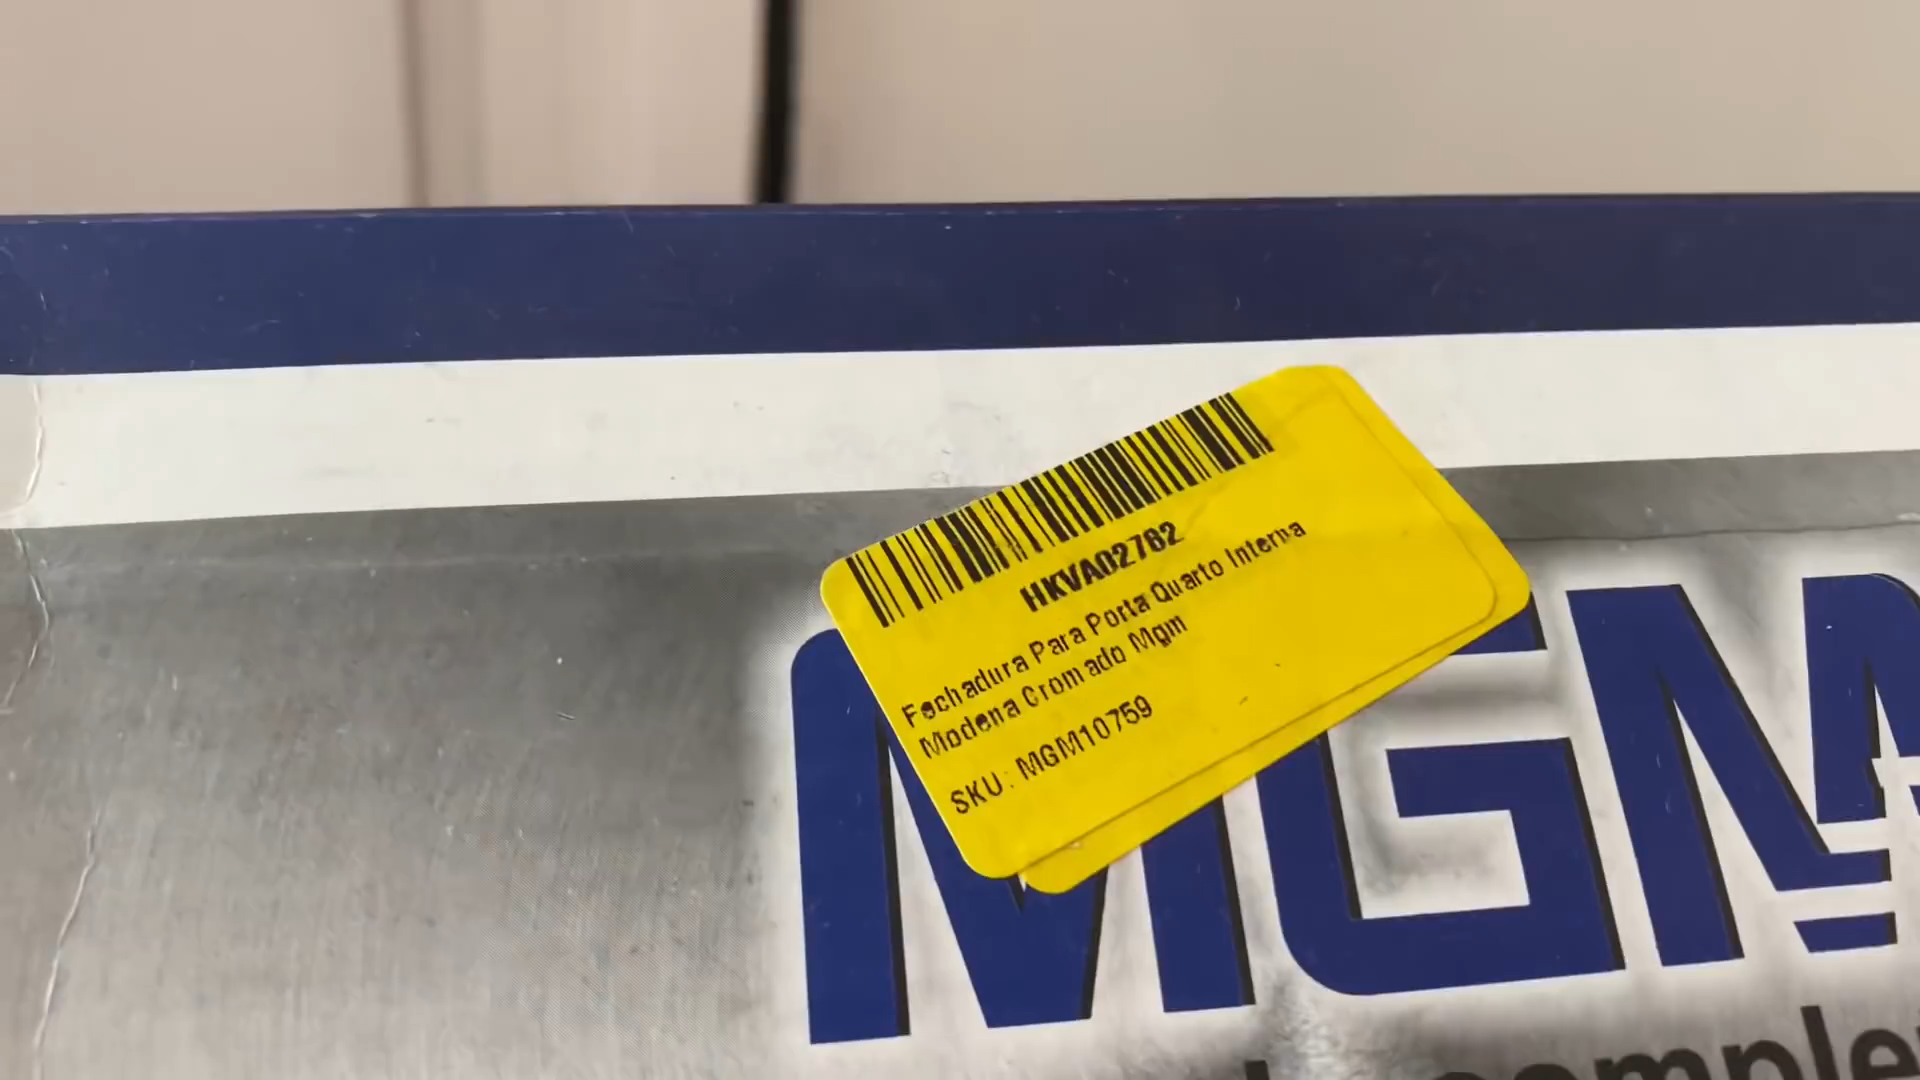 HKVA02762
Fechadura Para Porta Quarto Interna
Modena Cromado Mgm
SKU: MGM10759
MGM